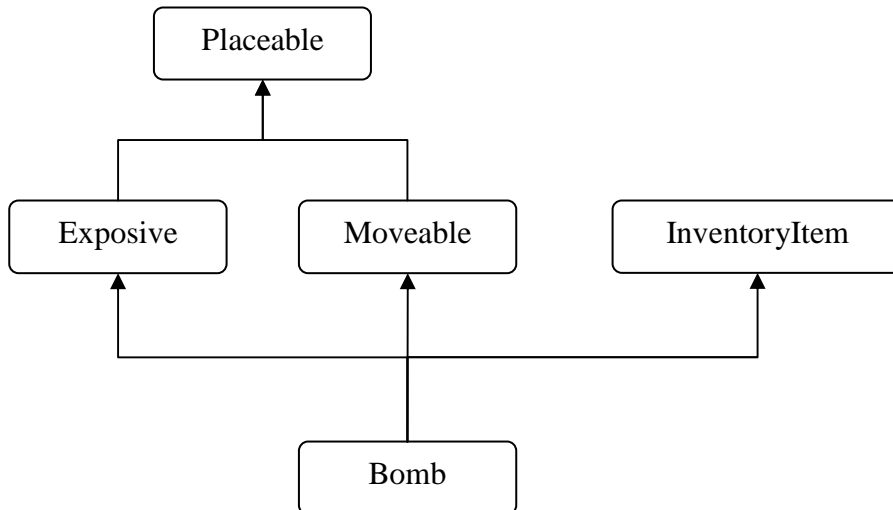 Placeable
Exposive
Moveable
InventoryItem
Bomb